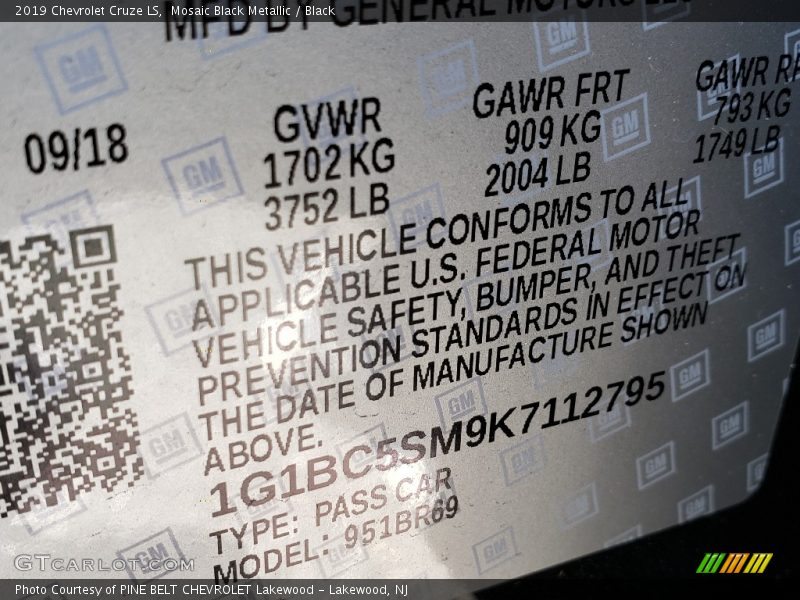 2019 Chevrolet Cruze LS, Mosaic Black Metallic / Black
MFD BY GENERAL MOTORS LLC
09/18
GVWR
1702 KG
3752 LB
GAWR FRT
909 KG
2004 LB
GAWR RR
793 KG
1749 LB
THIS VEHICLE CONFORMS TO ALL
APPLICABLE U.S. FEDERAL MOTOR
VEHICLE SAFETY, BUMPER, AND THEFT
PREVENTION STANDARDS IN EFFECT ON
THE DATE OF MANUFACTURE SHOWN
ABOVE.
1G1BC5SM9K7112795
TYPE: PASS CAR
MODEL: 951BR69
GM
GTcarlot.com
Photo Courtesy of PINE BELT CHEVROLET Lakewood - Lakewood, NJ